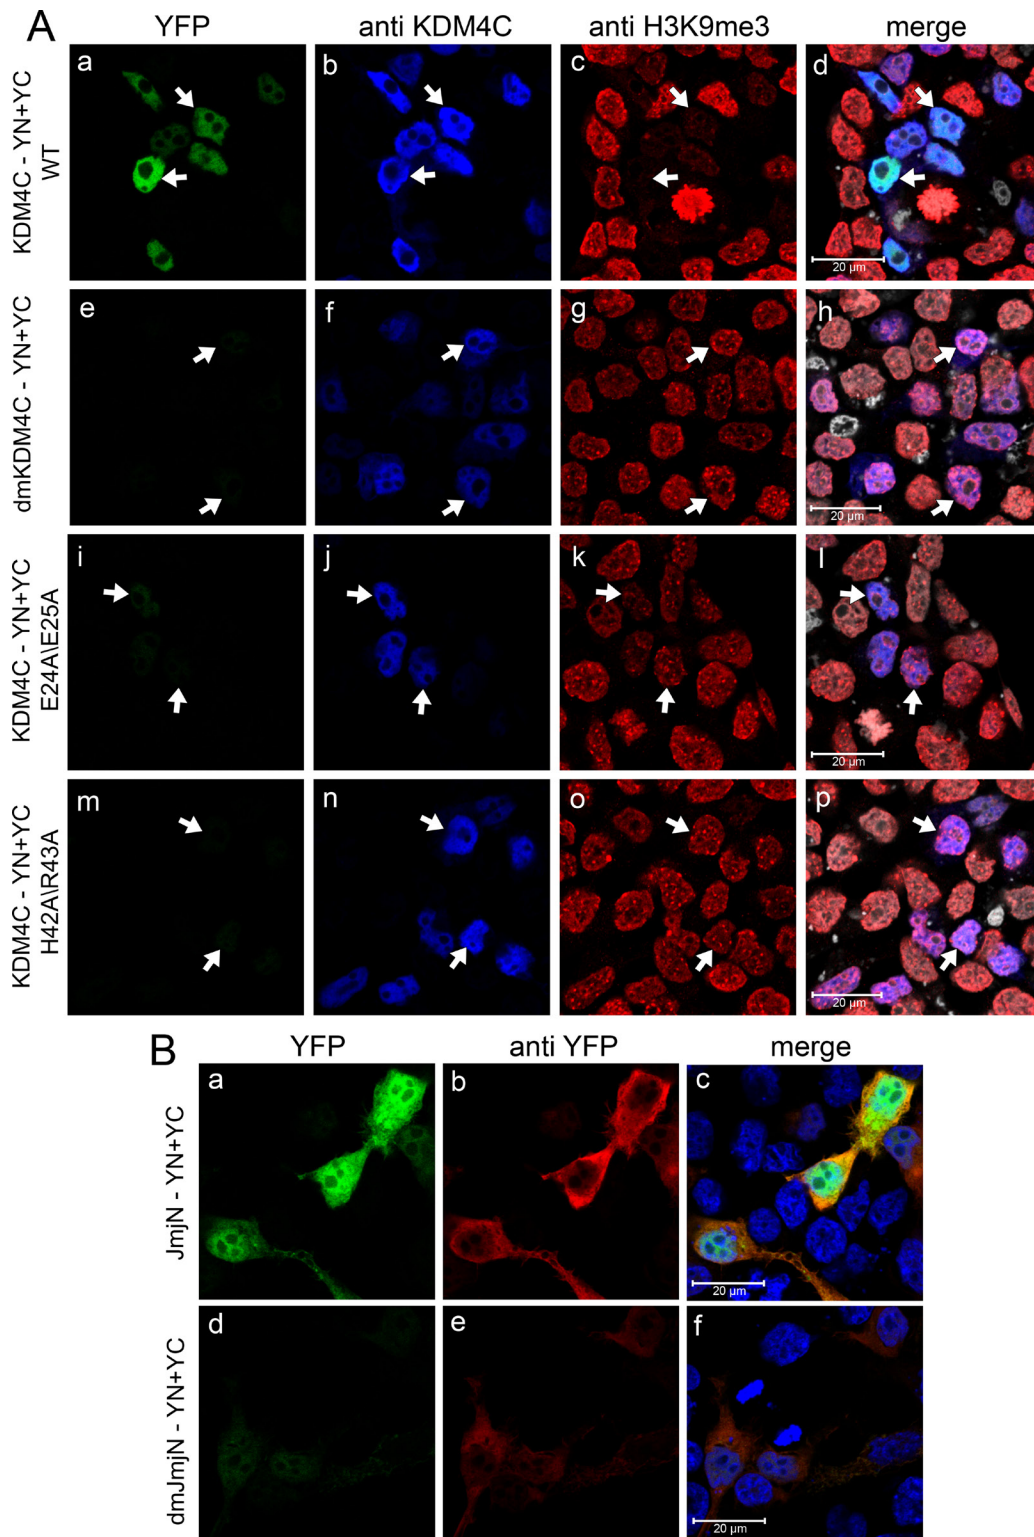 A
YFP
anti KDM4C
anti H3K9me3
merge
KDM4C - YN+YC
WT
a
b
c
d
20 µm
dmKDM4C - YN+YC
e
f
g
h
20 µm
KDM4C - YN+YC
E24A\E25A
i
j
k
l
20 µm
KDM4C - YN+YC
H42A\R43A
m
n
o
p
20 µm
B
YFP
anti YFP
merge
JmjN - YN+YC
a
b
c
20 µm
dmJmjN - YN+YC
d
e
f
20 µm